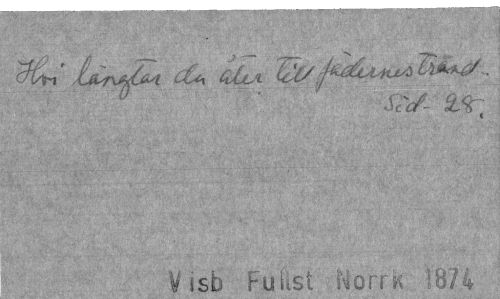 Hvi längtar du åter till fädernestrand.
Sid. 28.
Visb Fullst Norrk 1874